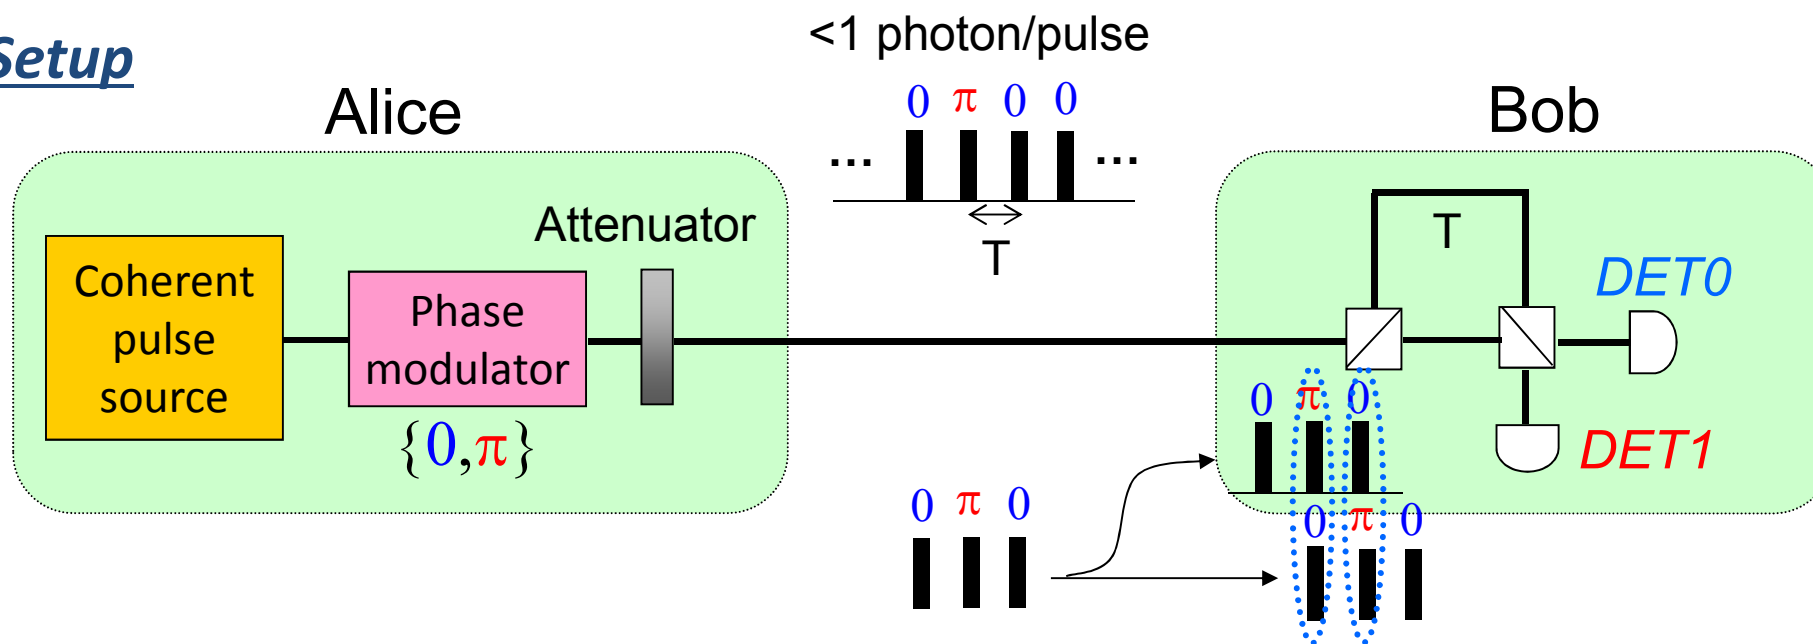 Setup
<1 photon/pulse
Alice
0 π 0 0
Bob
... ...
Attenuator
T
T
Coherent
pulse
source
Phase
modulator
{0,π}
DET0
DET1
0 π 0
0 π 0
0 π 0